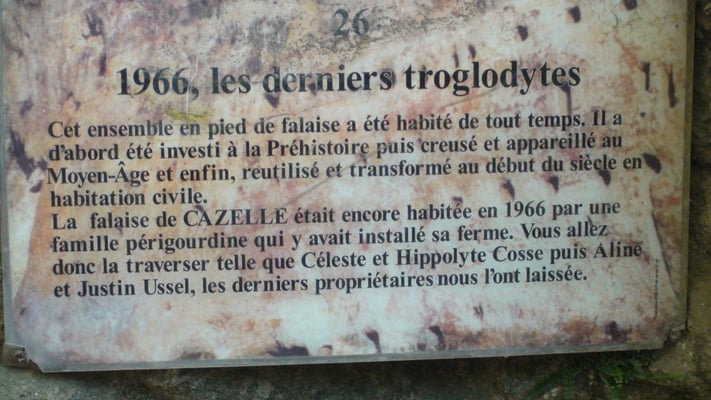 26
1966, les derniers troglodytes
Cet ensemble en pied de falaise a été habité de tout temps. Il a
d'abord été investi à la Préhistoire puis creusé et appareillé au
Moyen-Âge et enfin, reutilisé et transformé au début du siècle en
habitation civile.
La falaise de CAZELLE était encore habitée en 1966 par une
famille périgourdine qui y avait installé sa ferme. Vous allez
donc la traverser telle que Céleste et Hippolyte Cosse puis Aline
et Justin Ussel, les derniers propriétaires nous l'ont laissée.